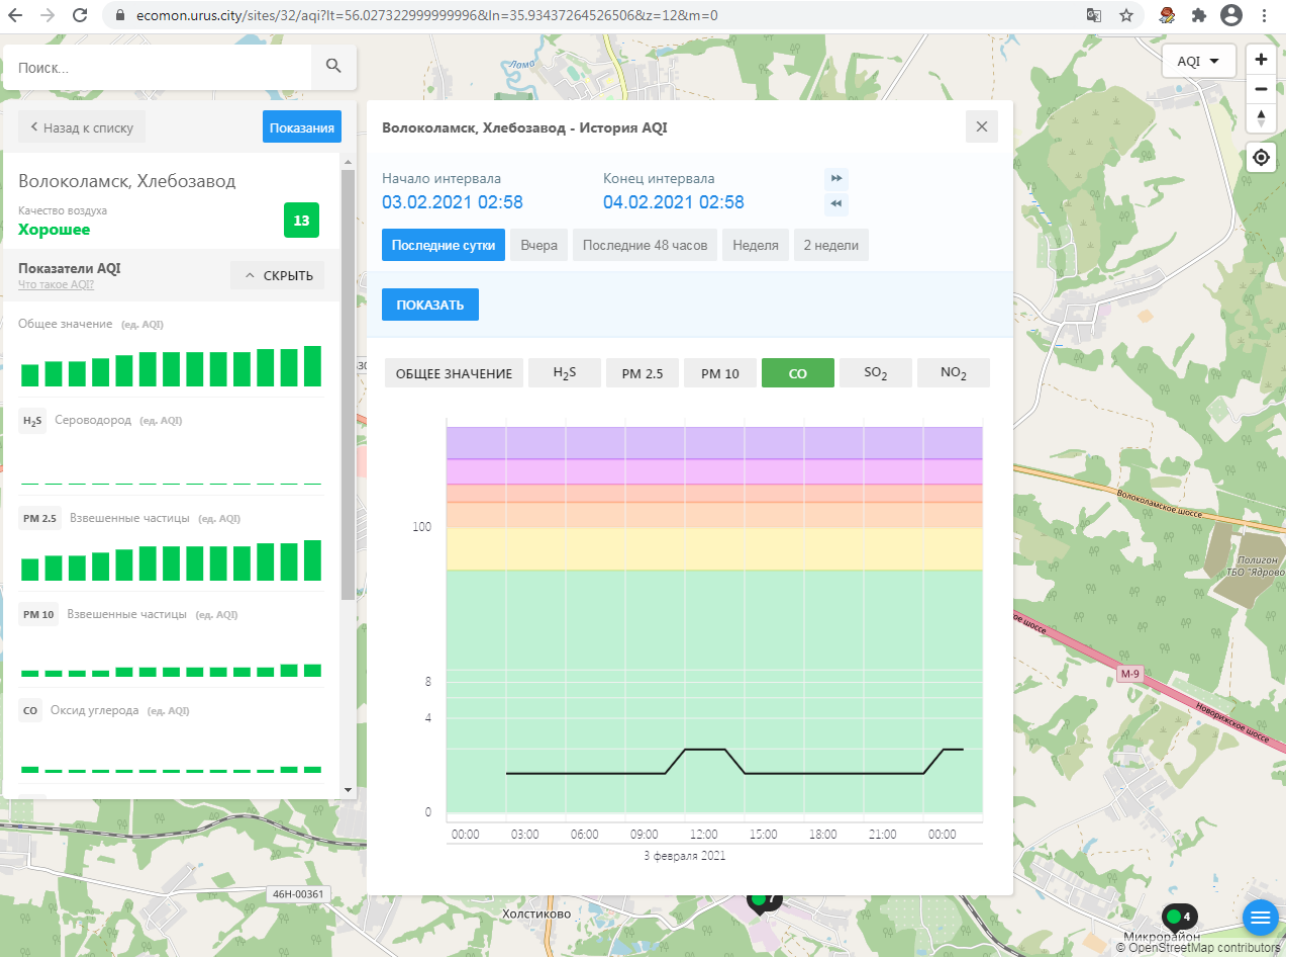 ecomon.urus.city/sites/32/aqi?lt=56.027322999999996&ln=35.93437264526506&z=12&m=0
Поиск...
AQI
Назад к списку
Показания
Волоколамск, Хлебозавод
Качество воздуха
Хорошее
13
Показатели AQI
Что такое AQI?
СКРЫТЬ
Общее значение (ед. AQI)
H₂S Сероводород (ед. AQI)
PM 2.5 Взвешенные частицы (ед. AQI)
PM 10 Взвешенные частицы (ед. AQI)
CO Оксид углерода (ед. AQI)
Волоколамск, Хлебозавод - История AQI
Начало интервала
03.02.2021 02:58
Конец интервала
04.02.2021 02:58
Последние сутки Вчера Последние 48 часов Неделя 2 недели
ПОКАЗАТЬ
ОБЩЕЕ ЗНАЧЕНИЕ H₂S PM 2.5 PM 10 CO SO₂ NO₂
100
8
4
0
00:00 03:00 06:00 09:00 12:00 15:00 18:00 21:00 00:00
3 февраля 2021
Лама
Волоколамское шоссе
Полигон
ТБО "Ядрово
ое шоссе
М-9
Новорижское шоссе
46Н-00361
Холстиково
7
4
Микрорайон
© OpenStreetMap contributors